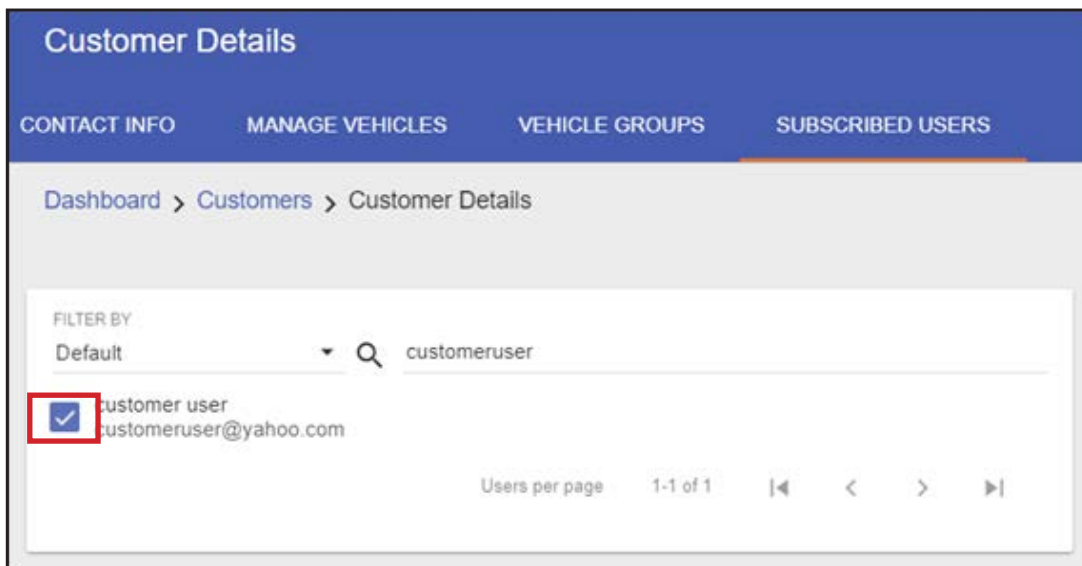 Customer Details
CONTACT INFO MANAGE VEHICLES VEHICLE GROUPS SUBSCRIBED USERS
Dashboard > Customers > Customer Details
FILTER BY
Default customeruser
customer user
customeruser@yahoo.com
Users per page 1-1 of 1